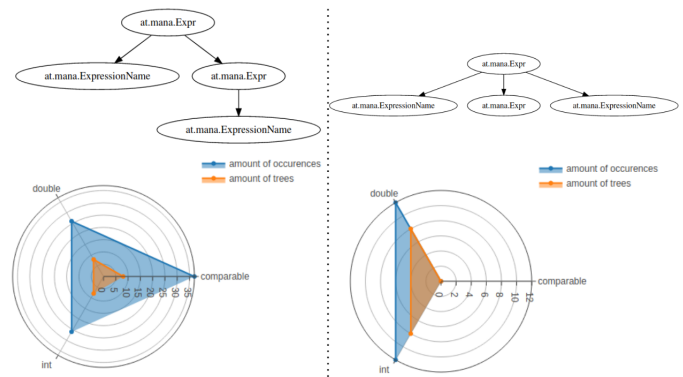 at.mana.Expr
at.mana.ExpressionName
at.mana.Expr
at.mana.ExpressionName
amount of occurences
amount of trees
double
comparable
0 5 10 15 20 25 30 35
int
at.mana.Expr
at.mana.ExpressionName
at.mana.Expr
at.mana.ExpressionName
amount of occurences
amount of trees
double
comparable
0 2 4 6 8 10 12
int